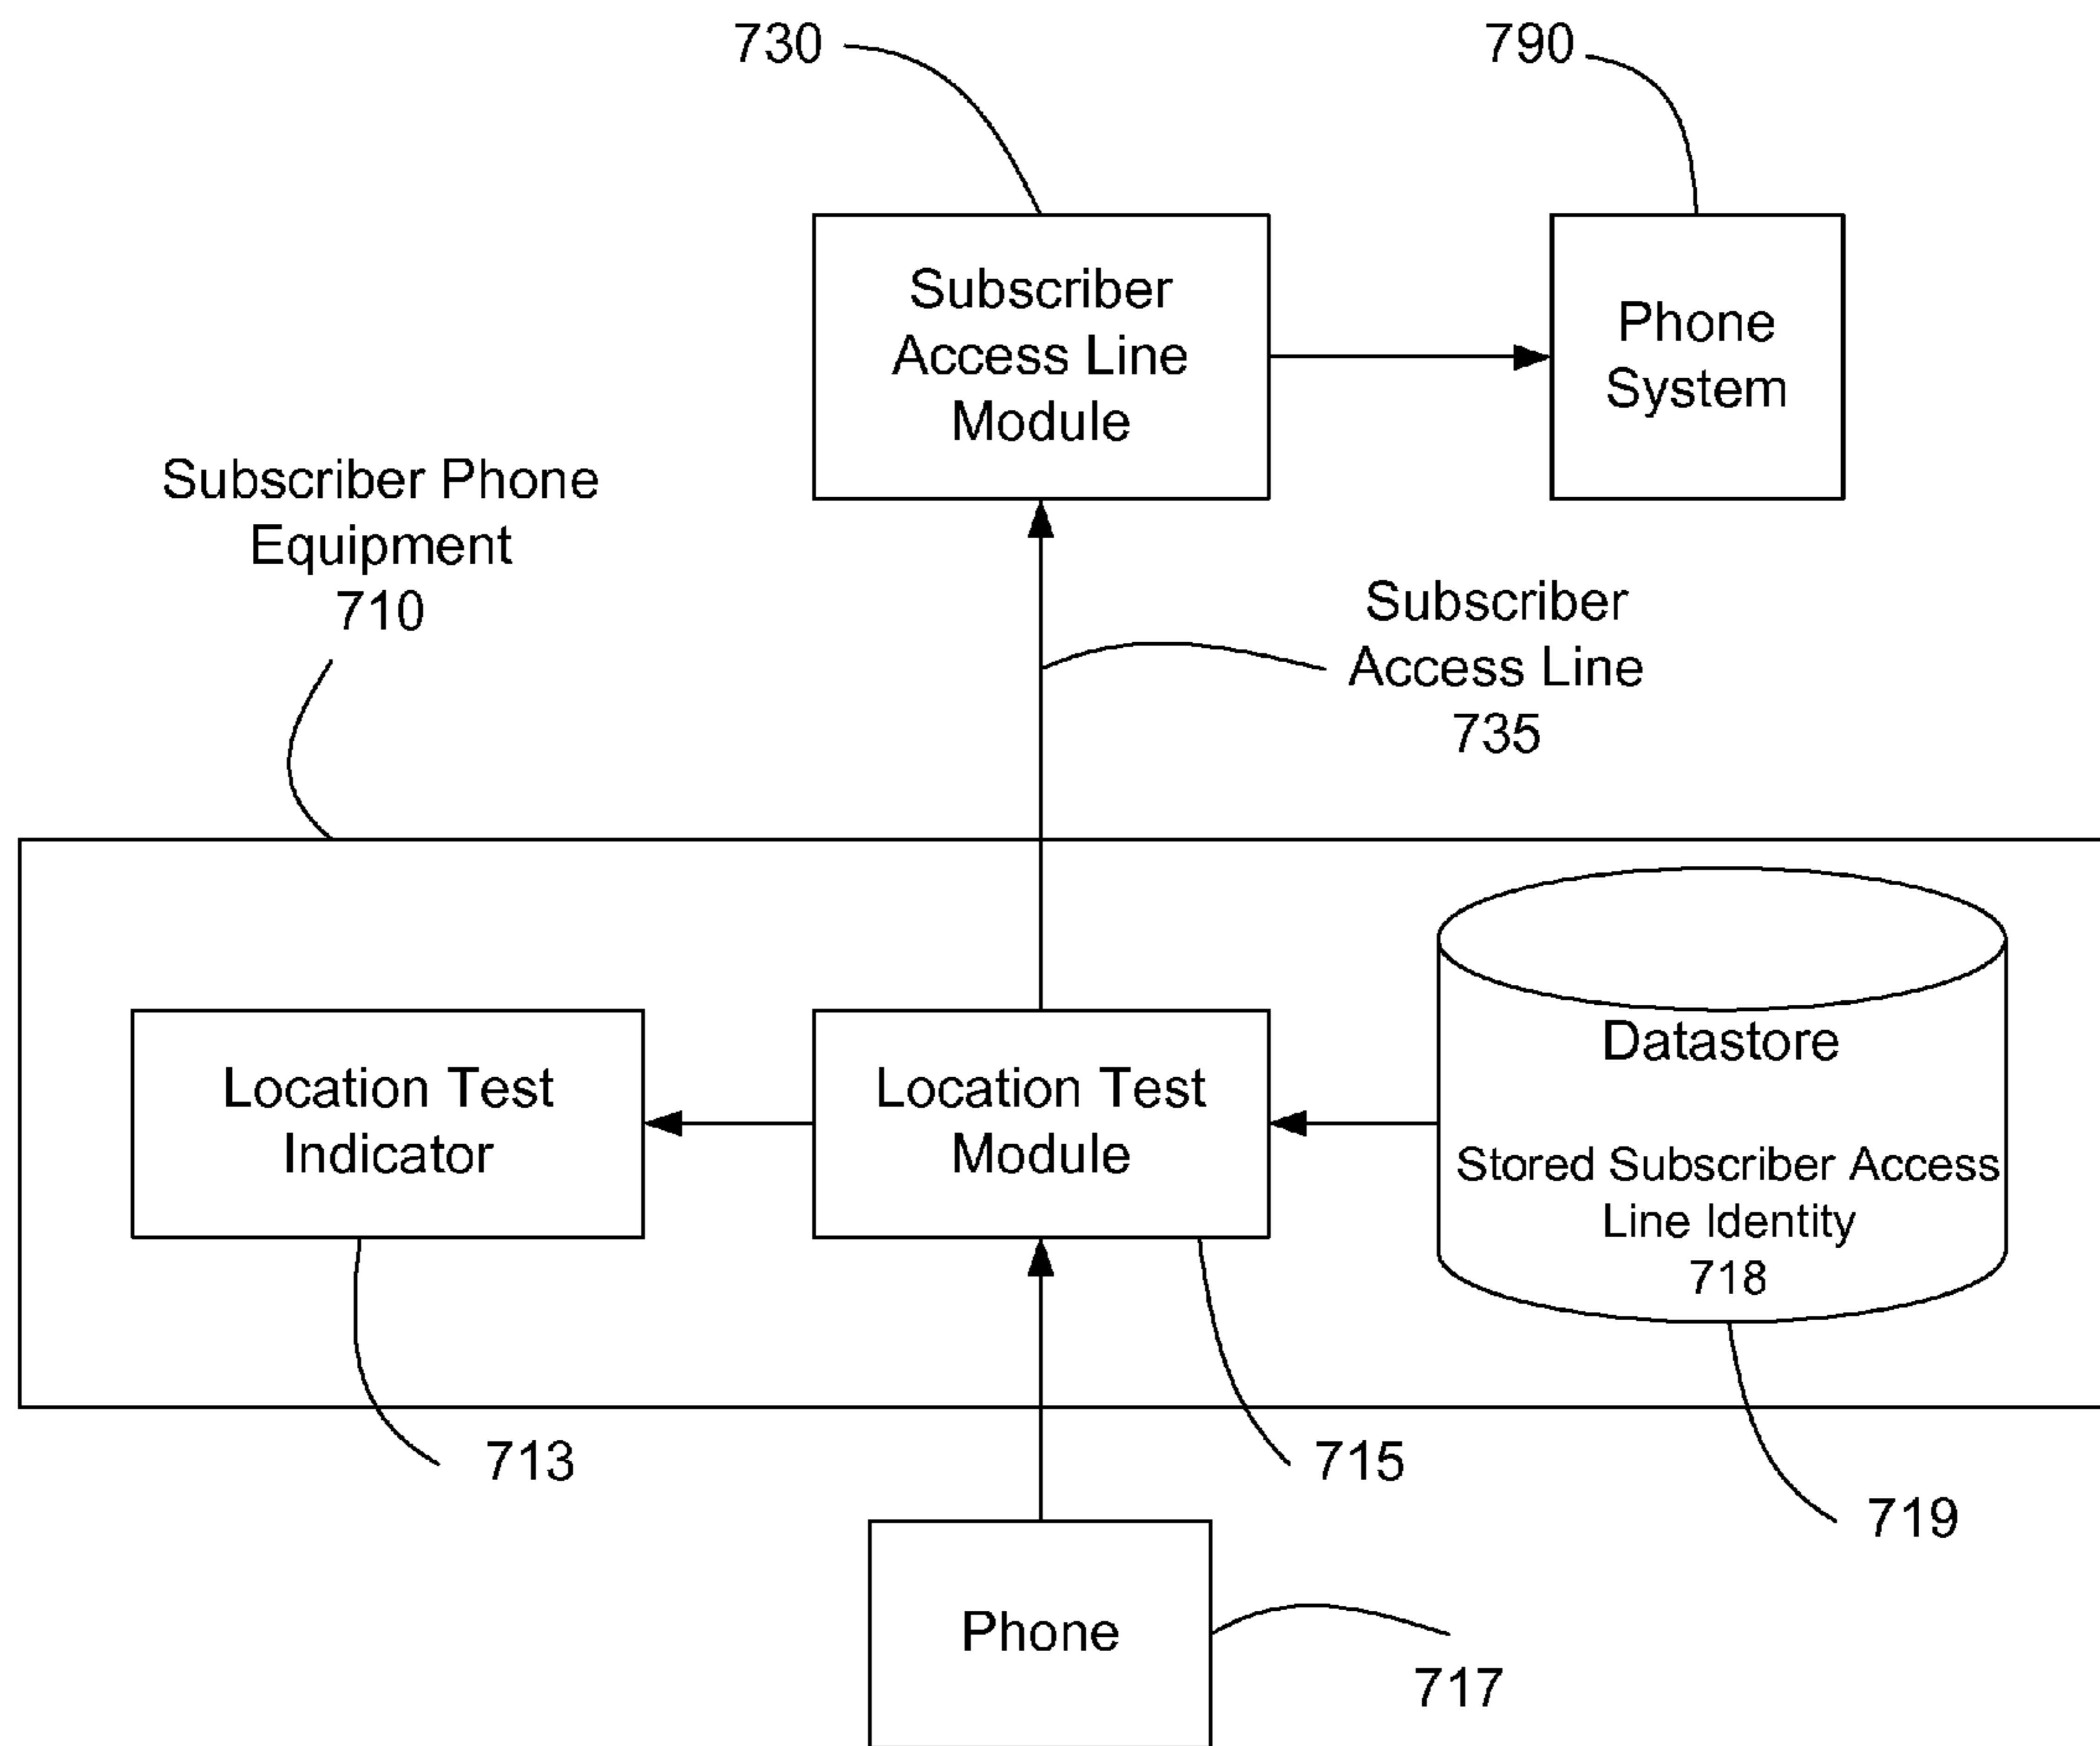 730
790
Subscriber
Access Line
Module
Phone
System
Subscriber Phone
Equipment
710
Subscriber
Access Line
735
Location Test
Indicator
Location Test
Module
Datastore
Stored Subscriber Access
Line Identity
718
713
715
719
Phone
717